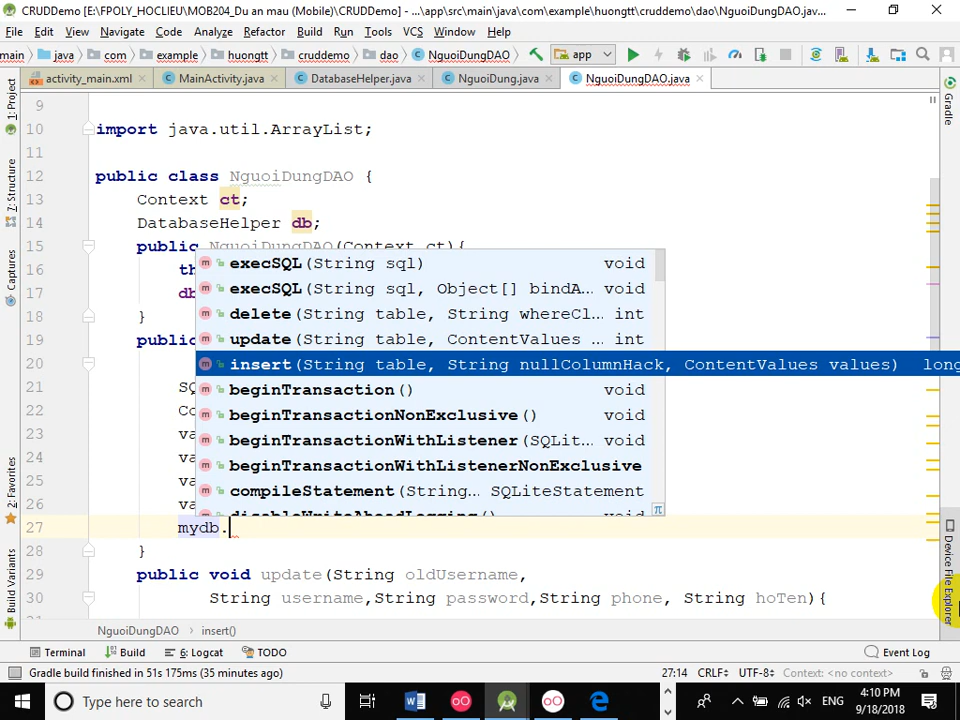 CRUDDemo [F:\FPOLY_HOCLIEU\MOB204_Du an mau (Mobile)\CRUDDemo] - ...\app\src\main\java\com\example\huongtt\cruddemo\dao\NguoiDungDAO.jav...
File Edit View Navigate Code Analyze Refactor Build Run Tools VCS Window Help
main java com example huongtt cruddemo dao NguoiDungDAO app
activity_main.xml MainActivity.java DatabaseHelper.java NguoiDung.java NguoiDungDAO.java
9
10 import java.util.ArrayList;
11
12 public class NguoiDungDAO {
13 Context ct;
14 DatabaseHelper db;
15 public NguoiDungDAO(Context ct){
16 th
17 db
18 }
19 public
20
21 SQ
22 Co
23 va
24 va
25 va
26 va
27 mydb.
28 }
29 public void update(String oldUsername,
30 String username,String password,String phone, String hoTen){
execSQL(String sql) void
execSQL(String sql, Object[] bindA... void
delete(String table, String whereCl... int
update(String table, ContentValues ... int
insert(String table, String nullColumnHack, ContentValues values) long
beginTransaction() void
beginTransactionNonExclusive() void
beginTransactionWithListener(SQLit... void
beginTransactionWithListenerNonExclusive
compileStatement(String... SQLiteStatement
disableWriteAheadLogging() void
π
1: Project
7: Structure
Captures
2: Favorites
Build Variants
Gradle
Device File Explorer
NguoiDungDAO insert()
Terminal Build 6: Logcat TODO Event Log
Gradle build finished in 51s 175ms (35 minutes ago) 27:14 CRLF UTF-8 Context: <no context>
Type here to search W ENG 4:10 PM
9/18/2018